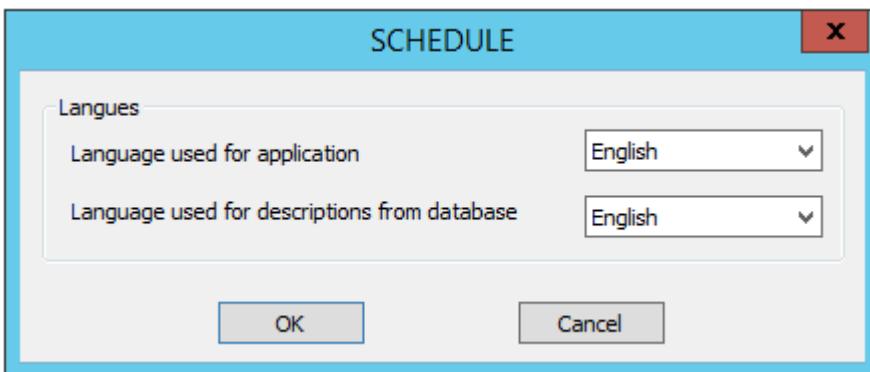 SCHEDULE
x
Langues
Language used for application English
Language used for descriptions from database English
OK Cancel